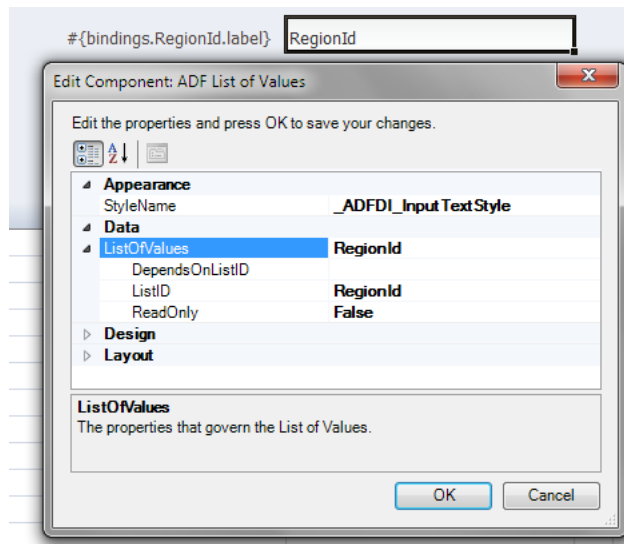 #{bindings.RegionId.label} RegionId
Edit Component: ADF List of Values
Edit the properties and press OK to save your changes.
Appearance
StyleName _ADFDI_InputTextStyle
Data
ListOfValues RegionId
DependsOnListID
ListID RegionId
ReadOnly False
Design
Layout
ListOfValues
The properties that govern the List of Values.
OK Cancel